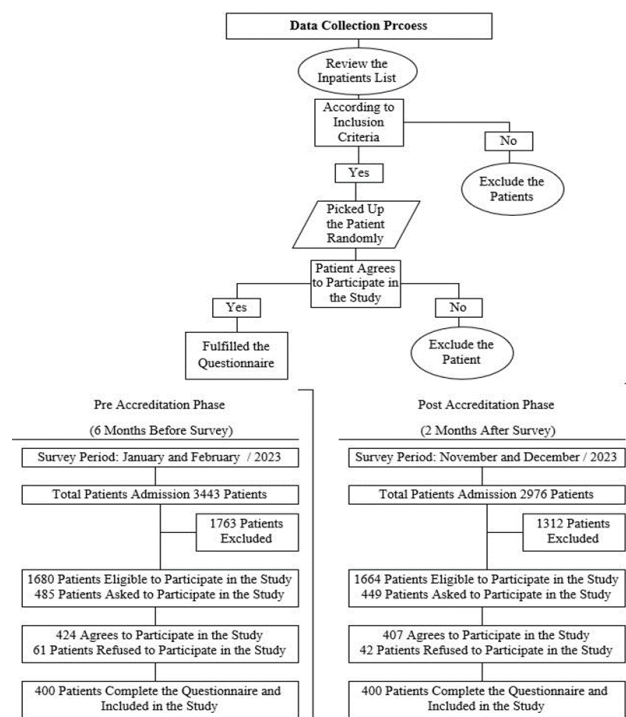 Data Collection Prcoess
Review the
Inpatients List
According to
Inclusion
Criteria
No
Yes
Exclude the
Patients
Picked Up
the Patient
Randomly
Patient Agrees
to Participate in
the Study
Yes
No
Fulfilled the
Questionnaire
Exclude the
Patient
Pre Accreditation Phase
(6 Months Before Survey)
Survey Period: January and February / 2023
Total Patients Admission 3443 Patients
1763 Patients
Excluded
1680 Patients Eligible to Participate in the Study
485 Patients Asked to Participate in the Study
424 Agrees to Participate in the Study
61 Patients Refused to Participate in the Study
400 Patients Complete the Questionnaire and
Included in the Study
Post Accreditation Phase
(2 Months After Survey)
Survey Period: November and December / 2023
Total Patients Admission 2976 Patients
1312 Patients
Excluded
1664 Patients Eligible to Participate in the Study
449 Patients Asked to Participate in the Study
407 Agrees to Participate in the Study
42 Patients Refused to Participate in the Study
400 Patients Complete the Questionnaire and
Included in the Study